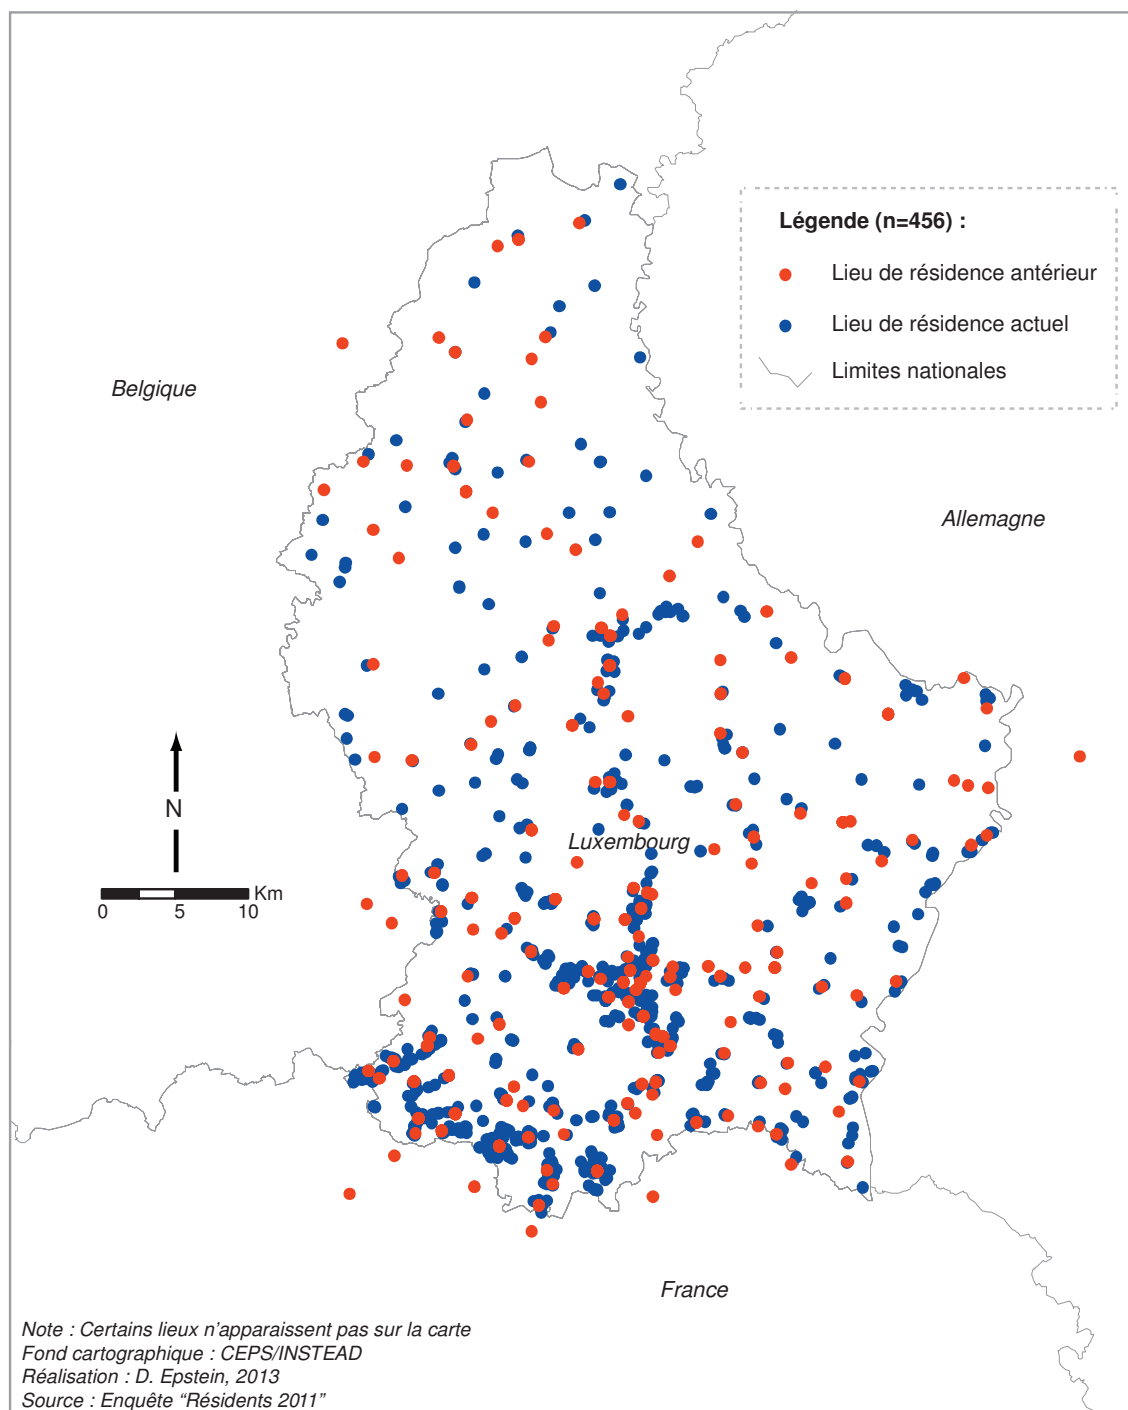 Légende (n=456) :
Lieu de résidence antérieur
Lieu de résidence actuel
Limites nationales
Belgique
Allemagne
N
Luxembourg
Km
0 5 10
France
Note : Certains lieux n'apparaissent pas sur la carte
Fond cartographique : CEPS/INSTEAD
Réalisation : D. Epstein, 2013
Source : Enquête “Résidents 2011”